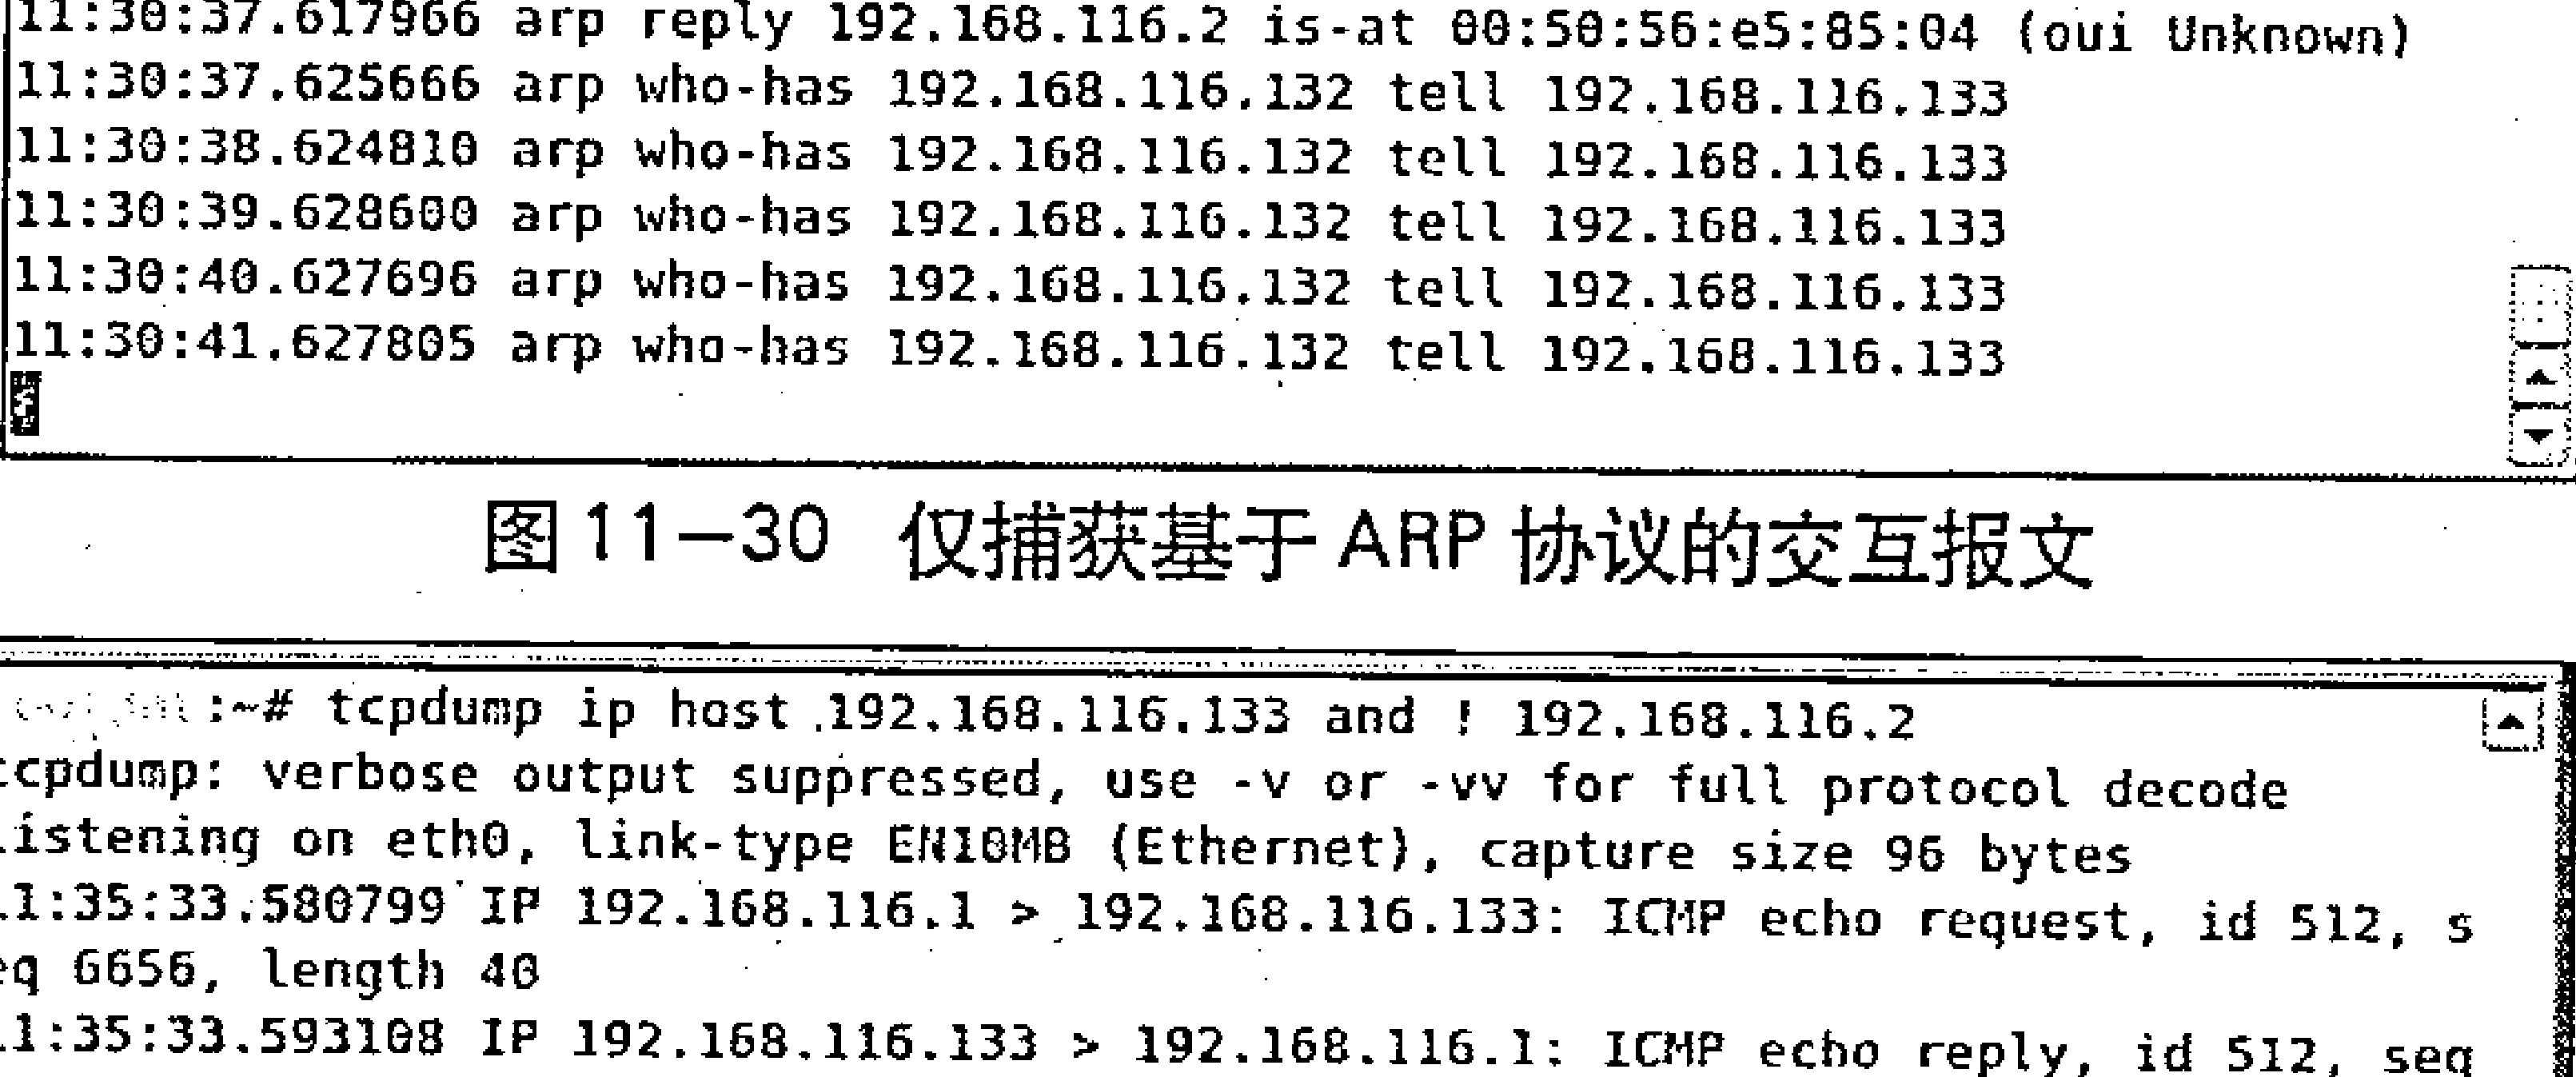 11:30:37.617966 arp reply 192.168.116.2 is-at 00:50:56:e5:85:04 (oui Unknown)
11:30:37.625666 arp who-has 192.168.116.132 tell 192.168.116.133
11:30:38.624810 arp who-has 192.168.116.132 tell 192.168.116.133
11:30:39.628600 arp who-has 192.168.116.132 tell 192.168.116.133
11:30:40.627696 arp who-has 192.168.116.132 tell 192.168.116.133
11:30:41.627805 arp who-has 192.168.116.132 tell 192.168.116.133
图 11-30 仅捕获基于 ARP 协议的交互报文
:~# tcpdump ip host 192.168.116.133 and ! 192.168.116.2
tcpdump: verbose output suppressed, use -v or -vv for full protocol decode
listening on eth0, link-type EN10MB (Ethernet), capture size 96 bytes
11:35:33.580799 IP 192.168.116.1 > 192.168.116.133: ICMP echo request, id 512, s
eq 6656, length 40
11:35:33.593108 IP 192.168.116.133 > 192.168.116.1: ICMP echo reply, id 512, seq